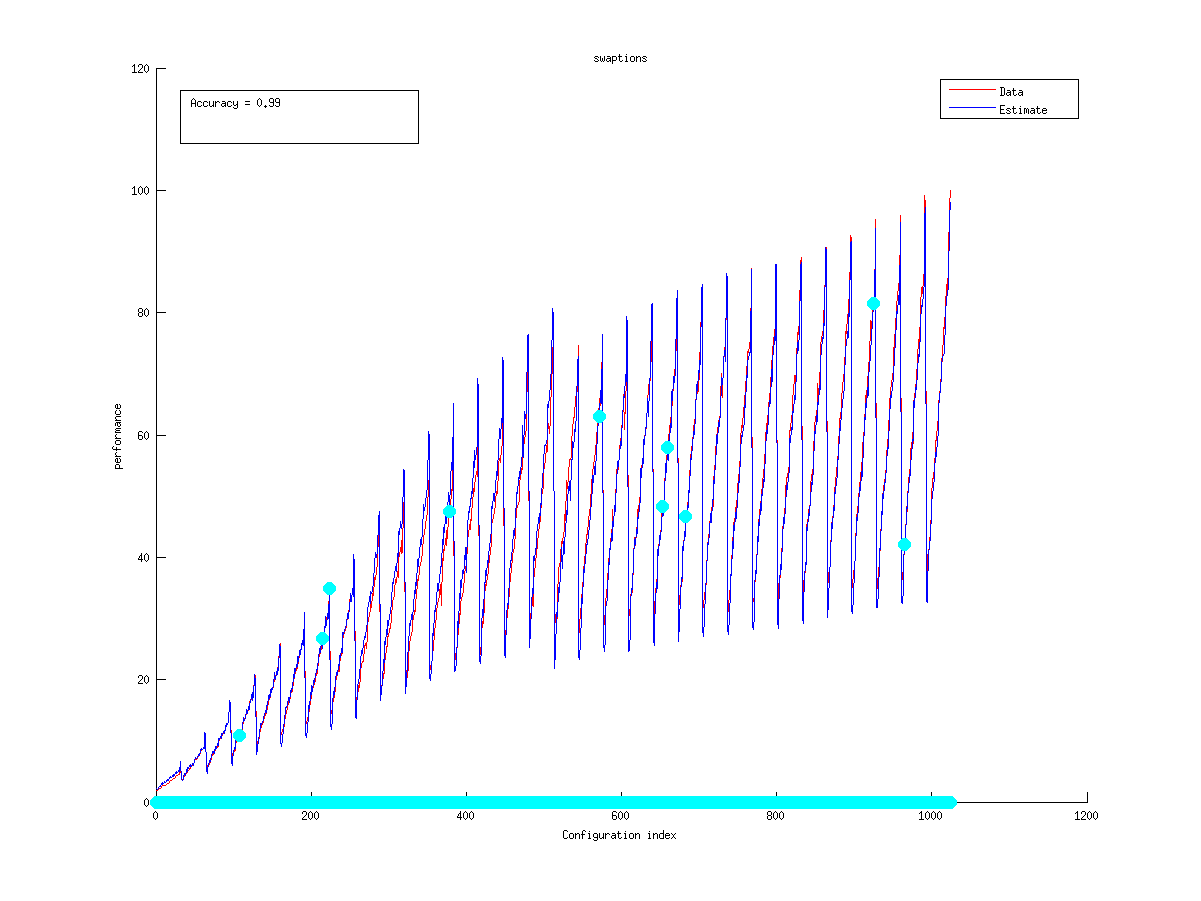 swaptions
120
Accuracy = 0.99
Data
Estimate
100
80
60
performance
40
20
0
0 200 400 600 800 1000 1200
Configuration index